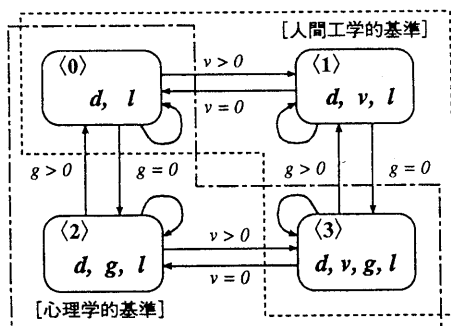 [人間工学的基準]
〈0〉
d, l
v > 0
v = 0
〈1〉
d, v, l
g > 0
g = 0
g > 0
g = 0
〈2〉
d, g, l
v > 0
v = 0
〈3〉
d, v, g, l
[心理学的基準]